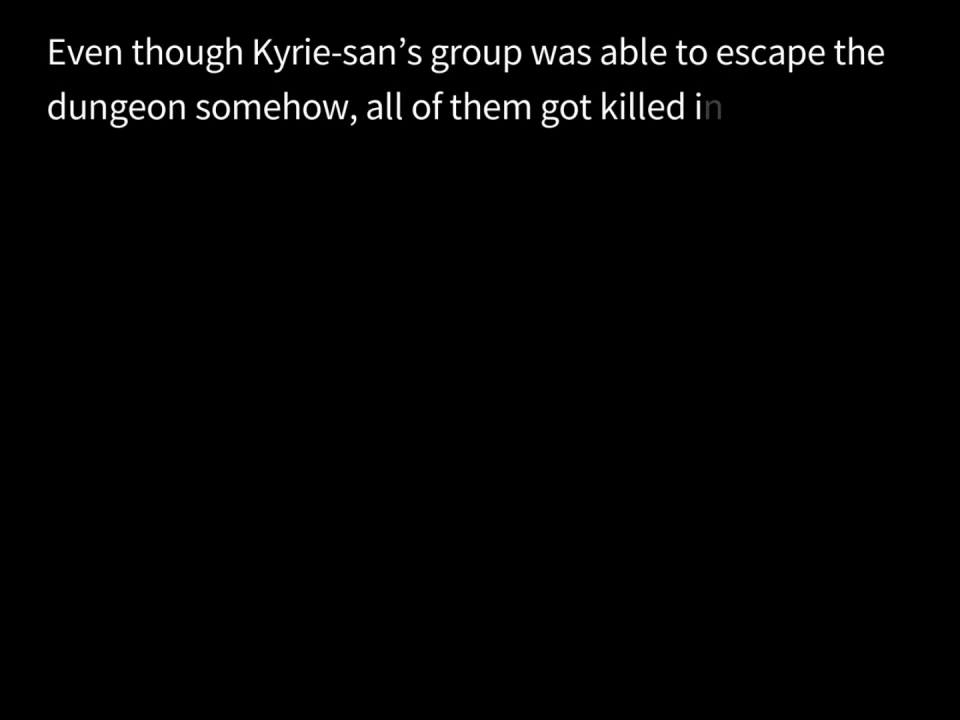 Even though Kyrie-san’s group was able to escape the
dungeon somehow, all of them got killed in